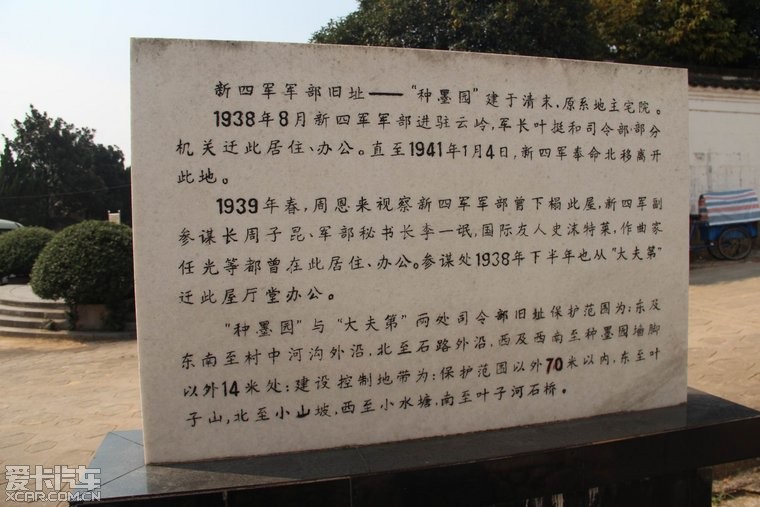 新四军军部旧址——“种墨园”建于清末，原系地主宅院。
1938年8月新四军军部进驻云岭，军长叶挺和司令部部分
机关迁此居住、办公。直至1941年1月4日，新四军奉命北移离开
此地。
1939年春，周恩来视察新四军军部曾下榻此屋，新四军副
参谋长周子昆、军部秘书长李一氓，国际友人史沫特莱，作曲家
任光等都曾在此居住、办公。参谋处1938年下半年也从“大夫第”
迁此屋厅堂办公。
“种墨园”与“大夫第”两处司令部旧址保护范围为：东及
东南至村中河沟外沿，北至石路外沿，西及西南至种墨园墙脚
以外14米处；建设控制地带为：保护范围以外70米以内，东至叶
子山，北至小山坡，西至小水塘，南至叶子河石桥。
爱卡汽车
XCAR.COM.CN